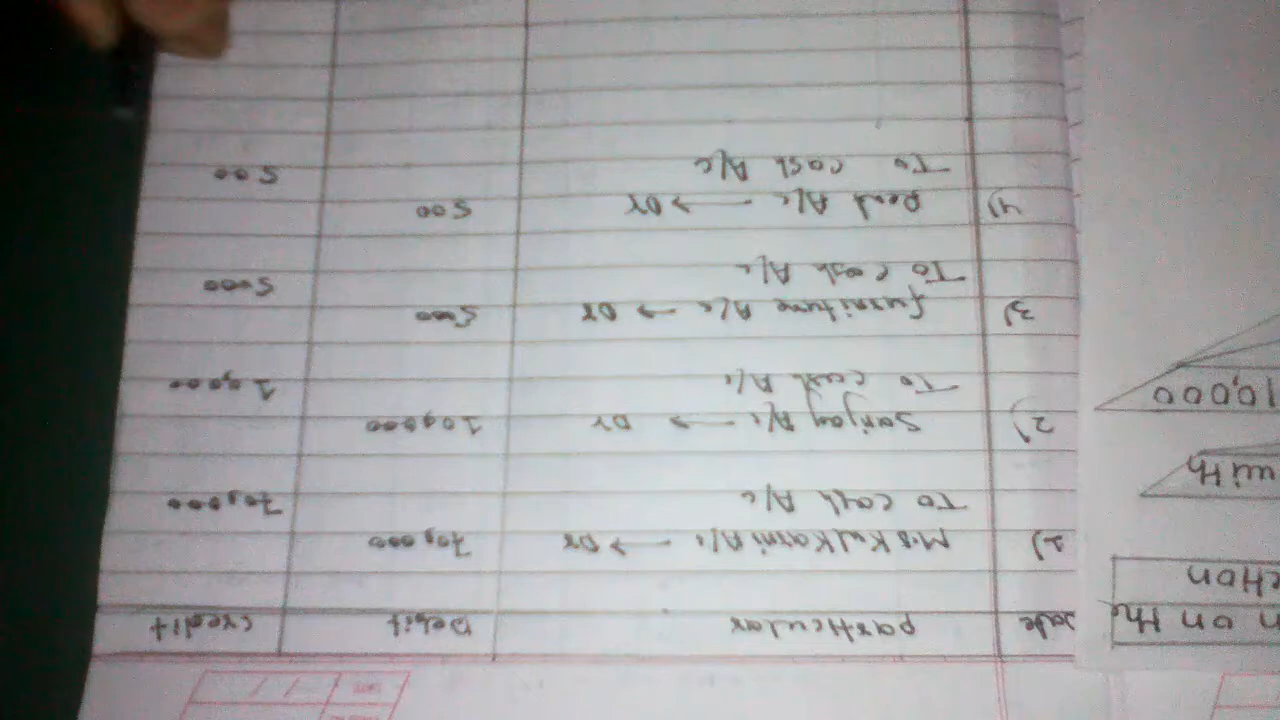 Date Particular Debit Credit
1) M.s Kulkarni A/c → Dr 70,000
To cash A/c 70,000
2) Sanjay A/c → Dr 10,000
To cash A/c 10,000
3) furniture A/c → Dr 5000
To cash A/c 5000
4) Rent A/c → Dr 500
To cash A/c 500
n on the
ction
with
10,000